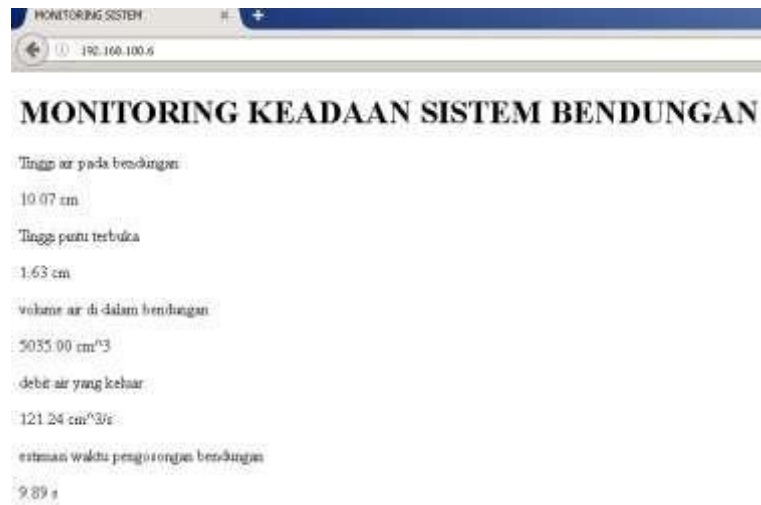 MONITORING SISTEM
192.168.100.6
MONITORING KEADAAN SISTEM BENDUNGAN
Tinggi air pada bendungan
10.07 cm
Tinggi pintu terbuka
1.63 cm
volume air di dalam bendungan
5035.00 cm^3
debit air yang keluar
121.24 cm^3/s
estimasi waktu pengosongan bendungan
9.89 s